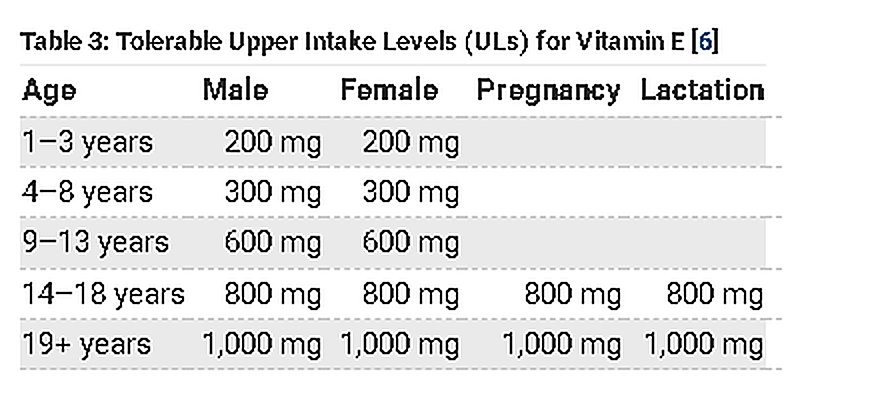 Table 3: Tolerable Upper Intake Levels (ULs) for Vitamin E [6]
Age Male Female Pregnancy Lactation
1–3 years 200 mg 200 mg
4–8 years 300 mg 300 mg
9–13 years 600 mg 600 mg
14–18 years 800 mg 800 mg 800 mg 800 mg
19+ years 1,000 mg 1,000 mg 1,000 mg 1,000 mg